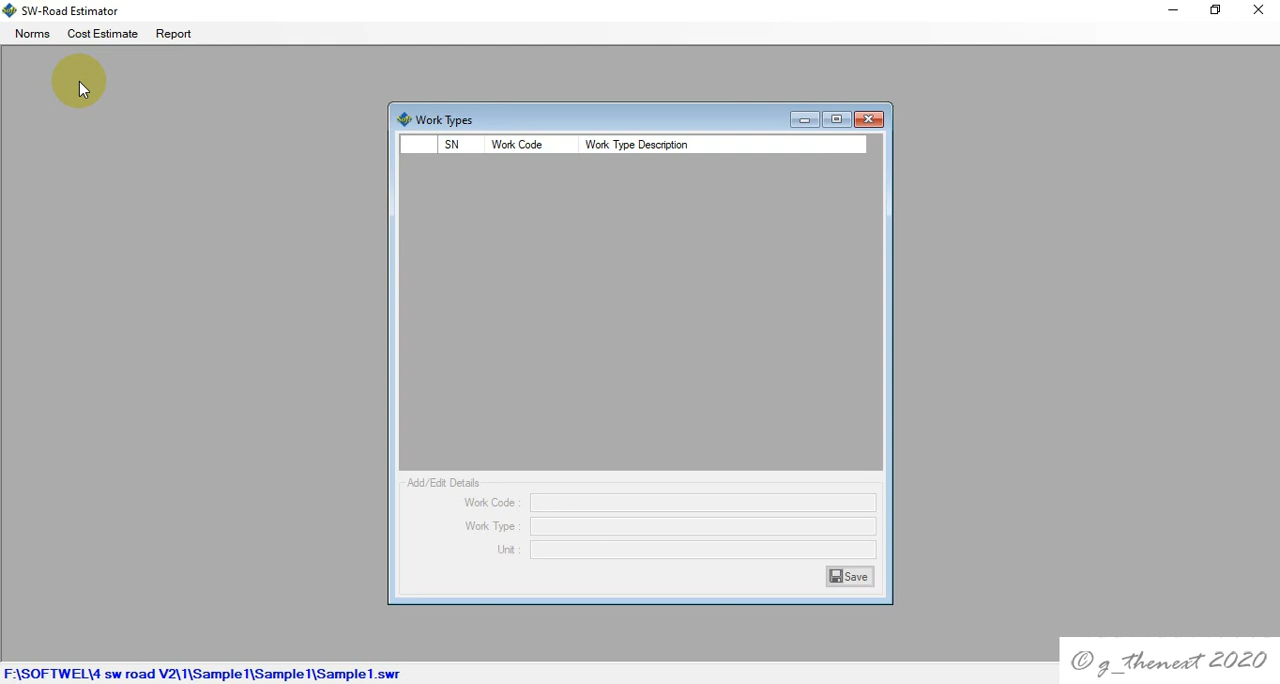 SW-Road Estimator
Norms Cost Estimate Report
Work Types
SN Work Code Work Type Description
Add/Edit Details
Work Code :
Work Type :
Unit :
Save
F:\SOFTWEL\4 sw road V2\1\Sample1\Sample1\Sample1.swr
© g_thenext 2020